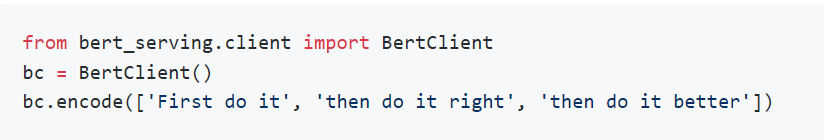 from bert_serving.client import BertClient
bc = BertClient()
bc.encode(['First do it', 'then do it right', 'then do it better'])